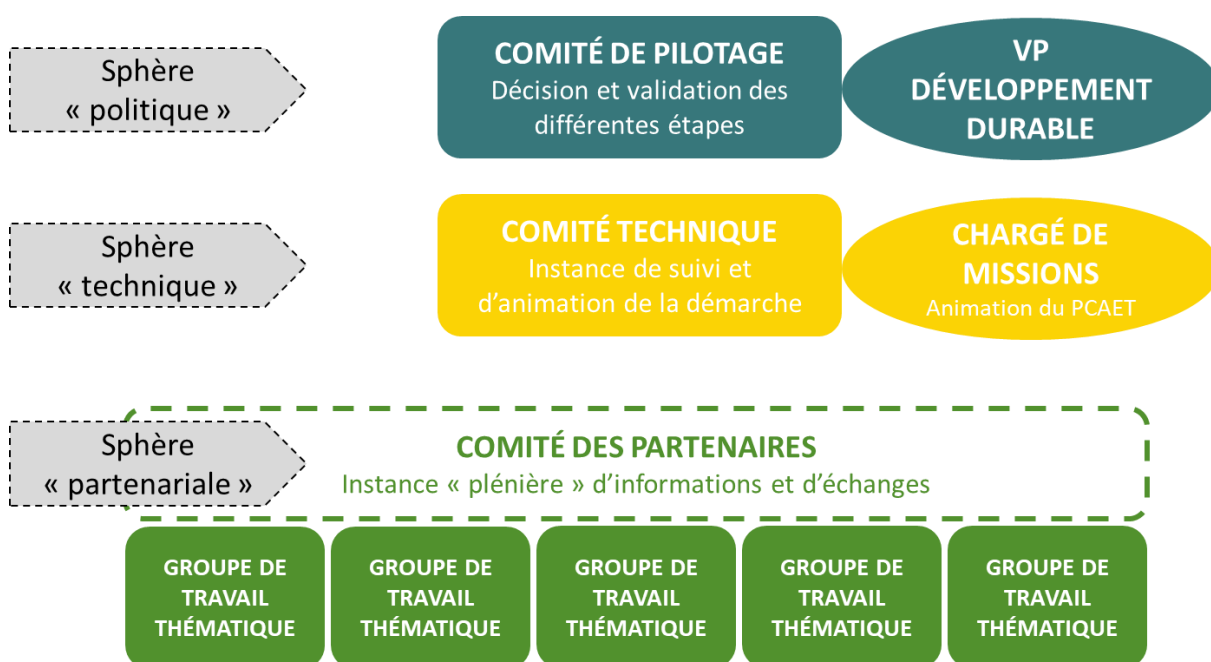 Sphère
« politique »
COMITÉ DE PILOTAGE
Décision et validation des
différentes étapes
VP
DÉVELOPPEMENT
DURABLE
Sphère
« technique »
COMITÉ TECHNIQUE
Instance de suivi et
d’animation de la démarche
CHARGÉ DE
MISSIONS
Animation du PCAET
Sphère
« partenariale »
COMITÉ DES PARTENAIRES
Instance « plénière » d’informations et d’échanges
GROUPE DE
TRAVAIL
THÉMATIQUE
GROUPE DE
TRAVAIL
THÉMATIQUE
GROUPE DE
TRAVAIL
THÉMATIQUE
GROUPE DE
TRAVAIL
THÉMATIQUE
GROUPE DE
TRAVAIL
THÉMATIQUE